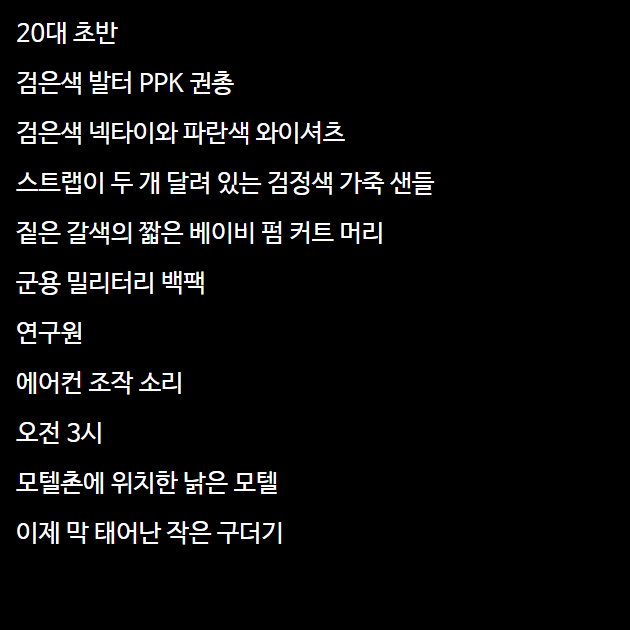 20대 초반
검은색 발터 PPK 권총
검은색 넥타이와 파란색 와이셔츠
스트랩이 두 개 달려 있는 검정색 가죽 샌들
짙은 갈색의 짧은 베이비 펌 커트 머리
군용 밀리터리 백팩
연구원
에어컨 조작 소리
오전 3시
모텔촌에 위치한 낡은 모텔
이제 막 태어난 작은 구더기